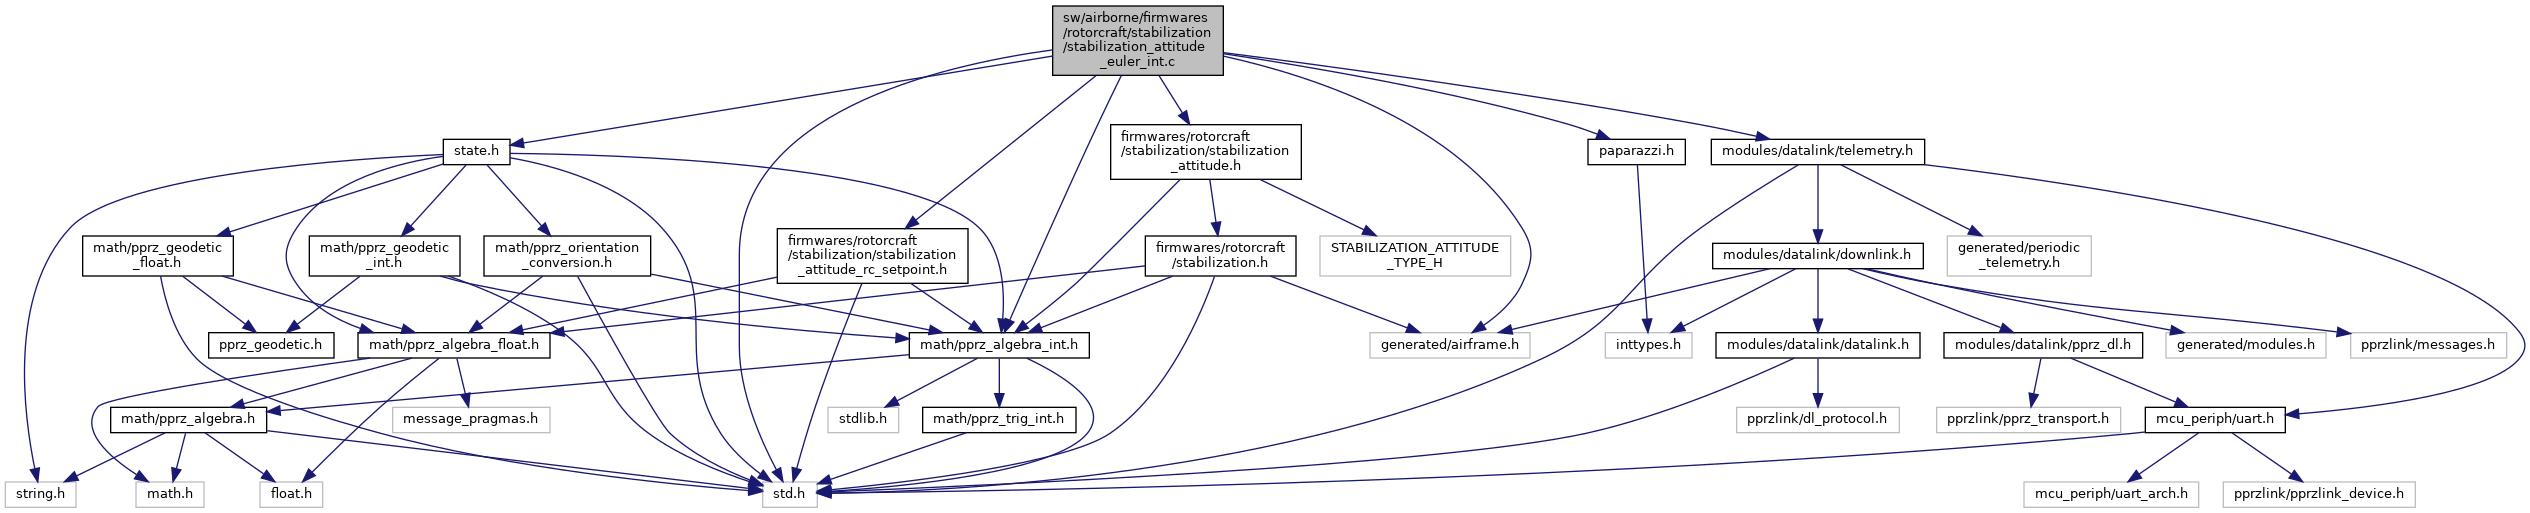 sw/airborne/firmwares
/rotorcraft/stabilization
/stabilization_attitude
_euler_int.c
state.h
firmwares/rotorcraft
/stabilization/stabilization
_attitude.h
paparazzi.h
modules/datalink/telemetry.h
math/pprz_geodetic
_float.h
math/pprz_geodetic
_int.h
math/pprz_orientation
_conversion.h
firmwares/rotorcraft
/stabilization/stabilization
_attitude_rc_setpoint.h
firmwares/rotorcraft
/stabilization.h
STABILIZATION_ATTITUDE
_TYPE_H
modules/datalink/downlink.h
generated/periodic
_telemetry.h
pprz_geodetic.h
math/pprz_algebra_float.h
math/pprz_algebra_int.h
generated/airframe.h
inttypes.h
modules/datalink/datalink.h
modules/datalink/pprz_dl.h
generated/modules.h
pprzlink/messages.h
math/pprz_algebra.h
message_pragmas.h
stdlib.h
math/pprz_trig_int.h
pprzlink/dl_protocol.h
pprzlink/pprz_transport.h
mcu_periph/uart.h
string.h
math.h
float.h
std.h
mcu_periph/uart_arch.h
pprzlink/pprzlink_device.h